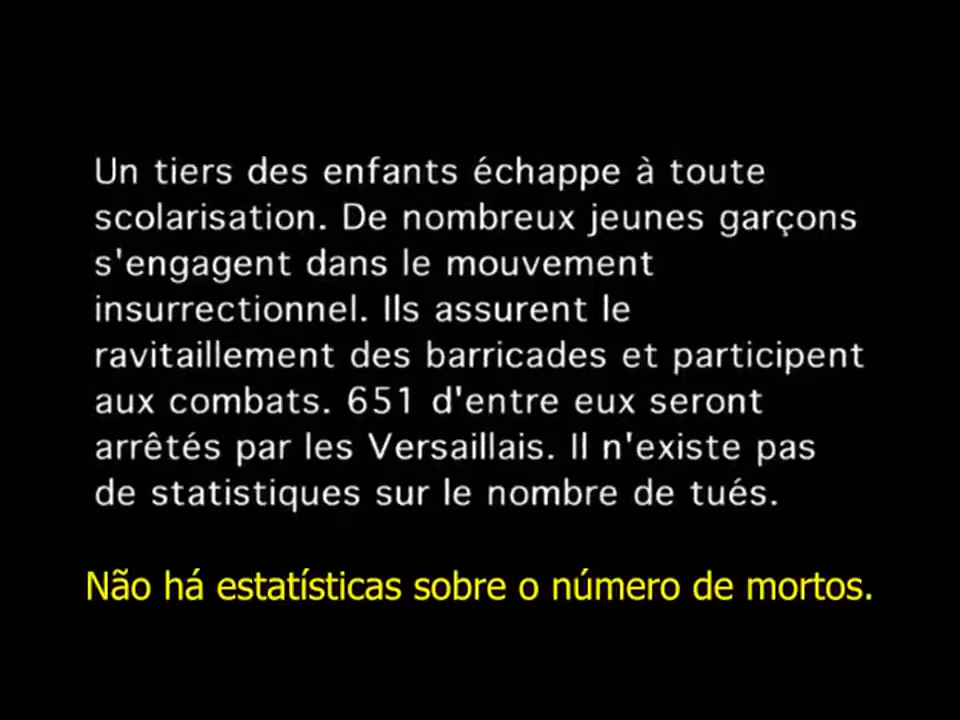 Un tiers des enfants échappe à toute
scolarisation. De nombreux jeunes garçons
s'engagent dans le mouvement
insurrectionnel. Ils assurent le
ravitaillement des barricades et participent
aux combats. 651 d'entre eux seront
arrêtés par les Versaillais. Il n'existe pas
de statistiques sur le nombre de tués.
Não há estatísticas sobre o número de mortos.